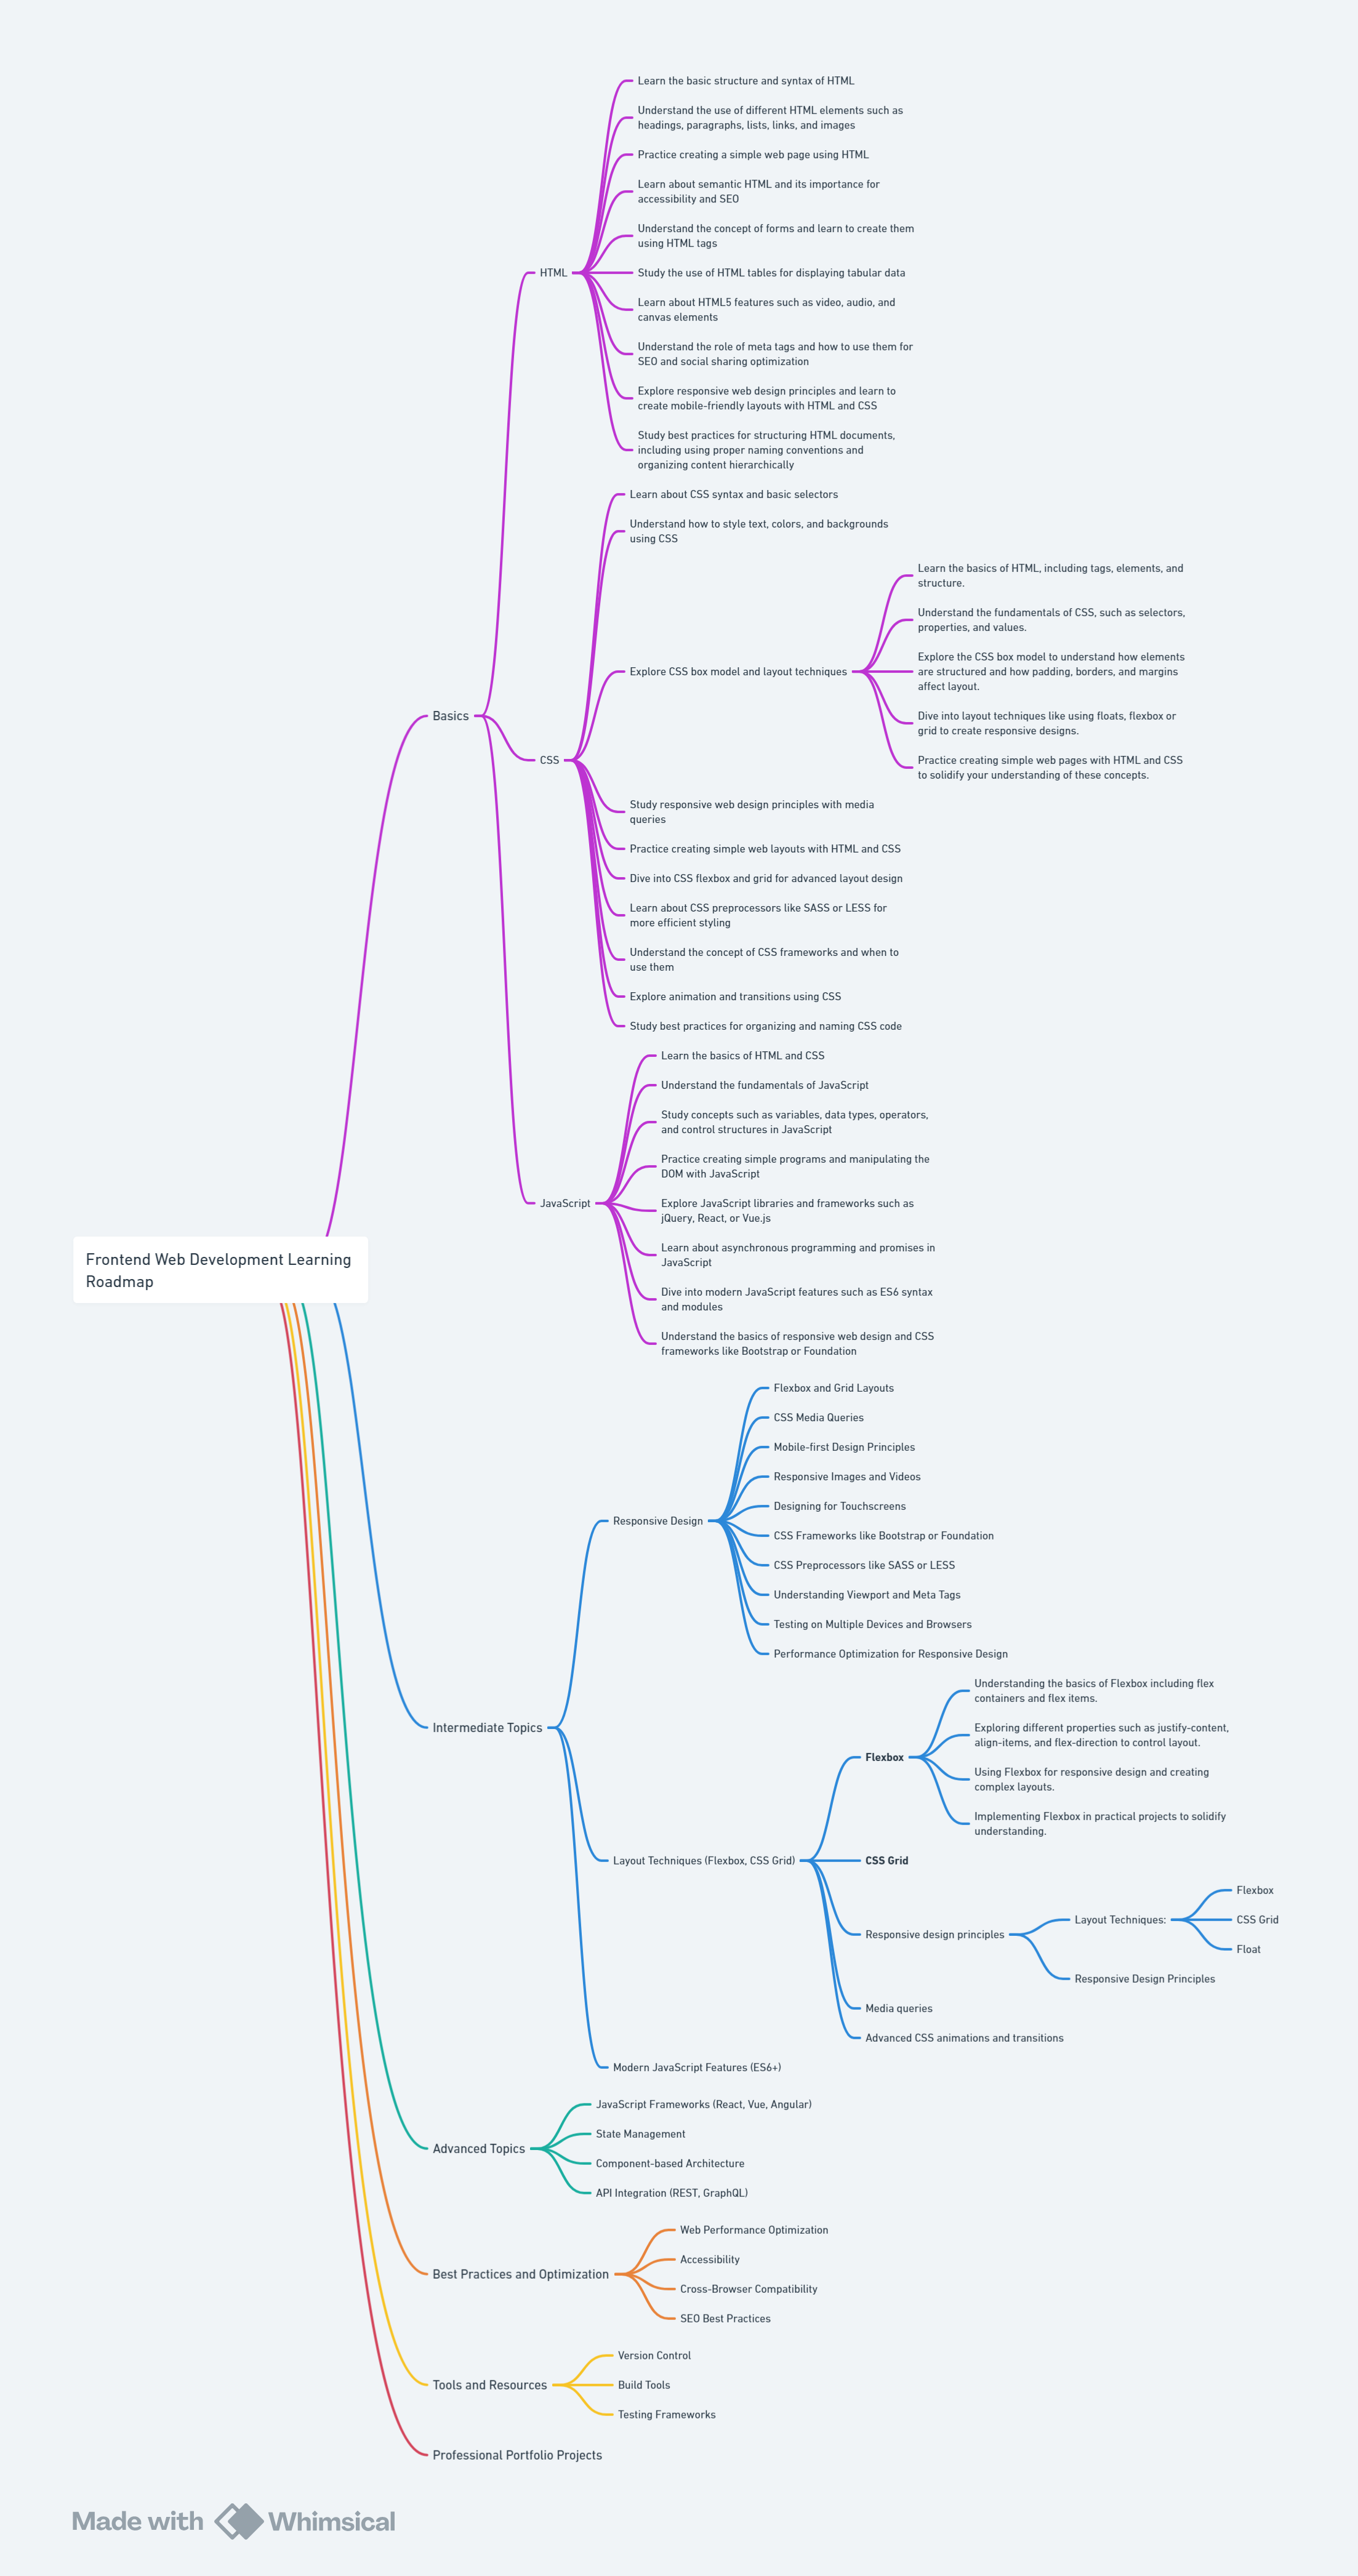 Learn the basic structure and syntax of HTML
Understand the use of different HTML elements such as
headings, paragraphs, lists, links, and images
Practice creating a simple web page using HTML
Learn about semantic HTML and its importance for
accessibility and SEO
Understand the concept of forms and learn to create them
using HTML tags
HTML
Study the use of HTML tables for displaying tabular data
Learn about HTML5 features such as video, audio, and
canvas elements
Understand the role of meta tags and how to use them for
SEO and social sharing optimization
Explore responsive web design principles and learn to
create mobile-friendly layouts with HTML and CSS
Study best practices for structuring HTML documents,
including using proper naming conventions and
organizing content hierarchically
Learn about CSS syntax and basic selectors
Understand how to style text, colors, and backgrounds
using CSS
Learn the basics of HTML, including tags, elements, and
structure.
Understand the fundamentals of CSS, such as selectors,
properties, and values.
Explore CSS box model and layout techniques
Explore the CSS box model to understand how elements
are structured and how padding, borders, and margins
affect layout.
Basics
Dive into layout techniques like using floats, flexbox or
grid to create responsive designs.
CSS
Practice creating simple web pages with HTML and CSS
to solidify your understanding of these concepts.
Study responsive web design principles with media
queries
Practice creating simple web layouts with HTML and CSS
Dive into CSS flexbox and grid for advanced layout design
Learn about CSS preprocessors like SASS or LESS for
more efficient styling
Understand the concept of CSS frameworks and when to
use them
Explore animation and transitions using CSS
Study best practices for organizing and naming CSS code
Learn the basics of HTML and CSS
Understand the fundamentals of JavaScript
Study concepts such as variables, data types, operators,
and control structures in JavaScript
Practice creating simple programs and manipulating the
DOM with JavaScript
JavaScript
Explore JavaScript libraries and frameworks such as
jQuery, React, or Vue.js
Learn about asynchronous programming and promises in
JavaScript
Frontend Web Development Learning
Roadmap
Dive into modern JavaScript features such as ES6 syntax
and modules
Understand the basics of responsive web design and CSS
frameworks like Bootstrap or Foundation
Flexbox and Grid Layouts
CSS Media Queries
Mobile-first Design Principles
Responsive Images and Videos
Designing for Touchscreens
Responsive Design
CSS Frameworks like Bootstrap or Foundation
CSS Preprocessors like SASS or LESS
Understanding Viewport and Meta Tags
Testing on Multiple Devices and Browsers
Performance Optimization for Responsive Design
Understanding the basics of Flexbox including flex
containers and flex items.
Intermediate Topics
Exploring different properties such as justify-content,
align-items, and flex-direction to control layout.
Flexbox
Using Flexbox for responsive design and creating
complex layouts.
Implementing Flexbox in practical projects to solidify
understanding.
Layout Techniques (Flexbox, CSS Grid)
CSS Grid
Responsive design principles
Layout Techniques:
Flexbox
CSS Grid
Float
Responsive Design Principles
Media queries
Advanced CSS animations and transitions
Modern JavaScript Features (ES6+)
JavaScript Frameworks (React, Vue, Angular)
State Management
Advanced Topics
Component-based Architecture
API Integration (REST, GraphQL)
Web Performance Optimization
Accessibility
Best Practices and Optimization
Cross-Browser Compatibility
SEO Best Practices
Version Control
Tools and Resources
Build Tools
Testing Frameworks
Professional Portfolio Projects
Made with Whimsical